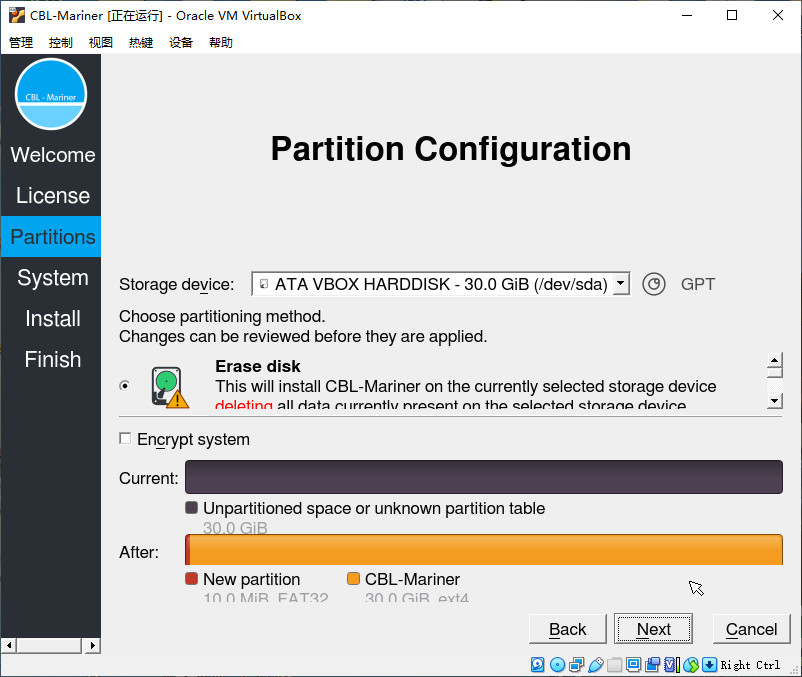 CBL-Mariner [正在运行] - Oracle VM VirtualBox
管理 控制 视图 热键 设备 帮助
CBL - Mariner
Welcome
License
Partitions
System
Install
Finish
Partition Configuration
Storage device: ATA VBOX HARDDISK - 30.0 GiB (/dev/sda) GPT
Choose partitioning method.
Changes can be reviewed before they are applied.
Erase disk
This will install CBL-Mariner on the currently selected storage device
deleting all data currently present on the selected storage device
Encrypt system
Current:
Unpartitioned space or unknown partition table
30.0 GiB
After:
New partition CBL-Mariner
10.0 MiB FAT32 30.0 GiB ext4
Back Next Cancel
Right Ctrl